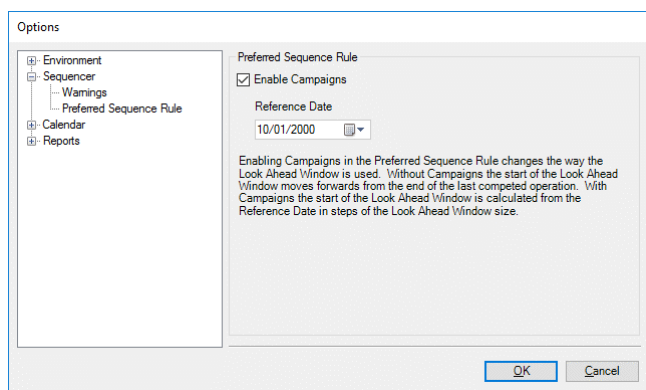 Options
Environment
Sequencer
Warnings
Preferred Sequence Rule
Calendar
Reports
Preferred Sequence Rule
Enable Campaigns
Reference Date
10/01/2000
Enabling Campaigns in the Preferred Sequence Rule changes the way the
Look Ahead Window is used. Without Campaigns the start of the Look Ahead
Window moves forwards from the end of the last competed operation. With
Campaigns the start of the Look Ahead Window is calculated from the
Reference Date in steps of the Look Ahead Window size.
OK
Cancel